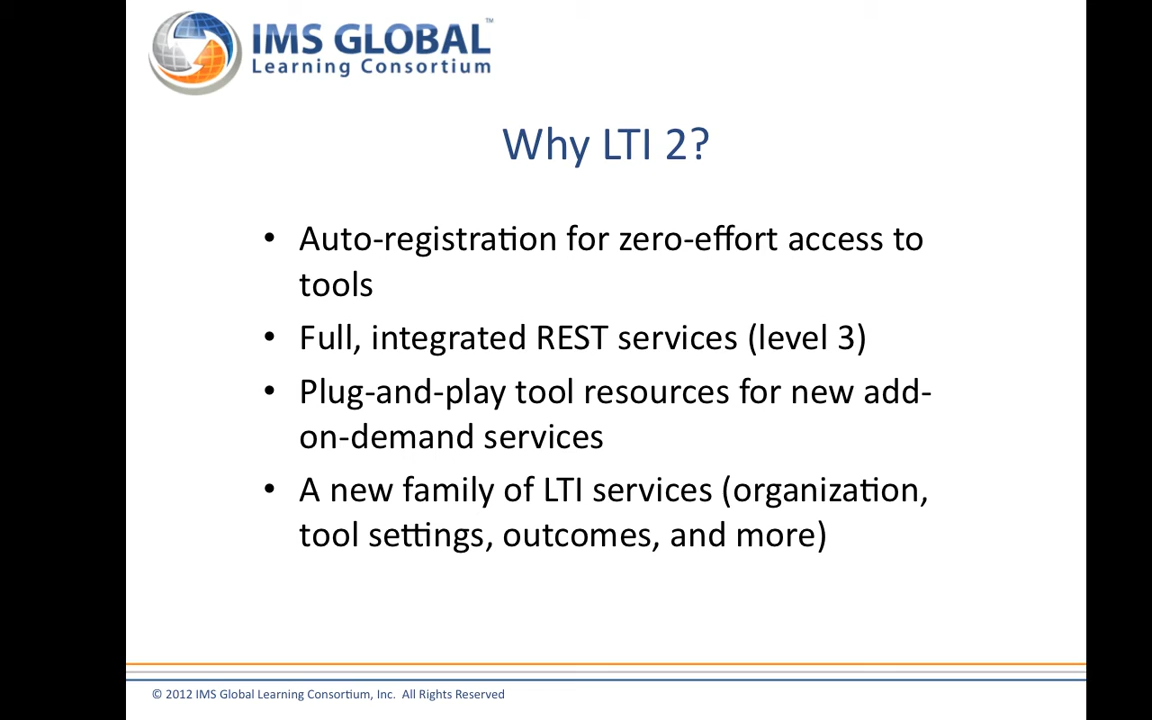 IMS GLOBAL™
Learning Consortium
Why LTI 2?
• Auto-registration for zero-effort access to
tools
• Full, integrated REST services (level 3)
• Plug-and-play tool resources for new add-
on-demand services
• A new family of LTI services (organization,
tool settings, outcomes, and more)
© 2012 IMS Global Learning Consortium, Inc.  All Rights Reserved